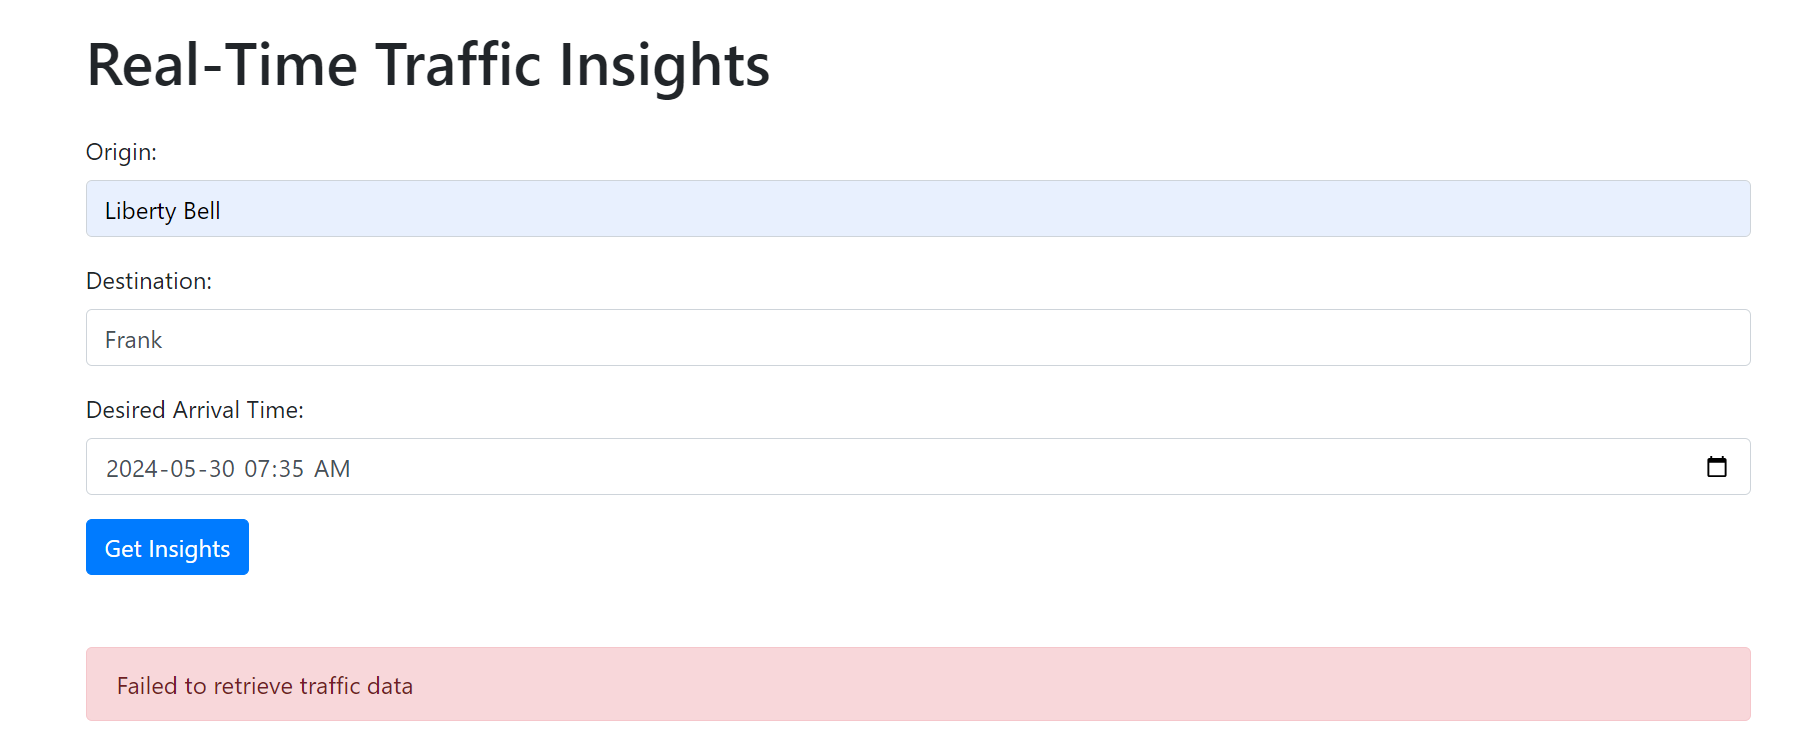 Real-Time Traffic Insights
Origin:
Liberty Bell
Destination:
Frank
Desired Arrival Time:
2024-05-30 07:35 AM
Get Insights
Failed to retrieve traffic data